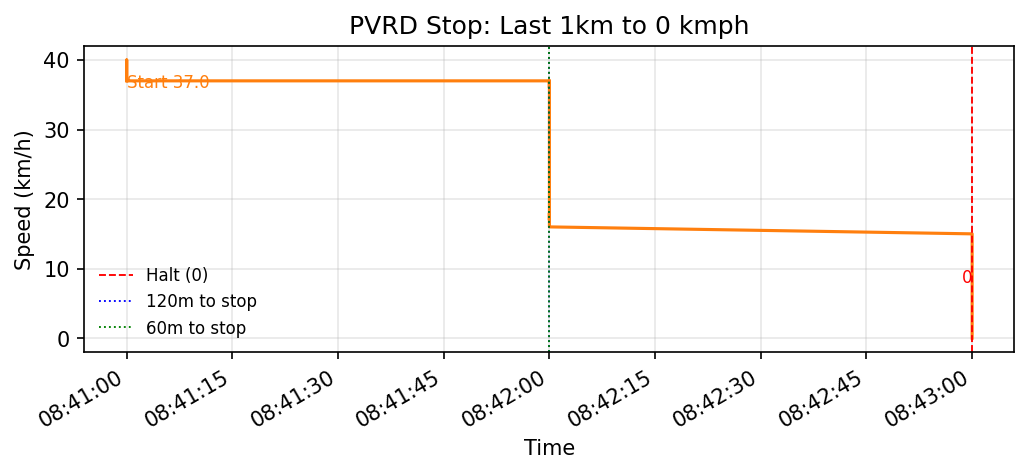 PVRD Stop: Last 1km to 0 kmph
Speed (km/h)
40
30
20
10
0
Start 37.0
0
Halt (0)
120m to stop
60m to stop
08:41:00
08:41:15
08:41:30
08:41:45
08:42:00
08:42:15
08:42:30
08:42:45
08:43:00
Time